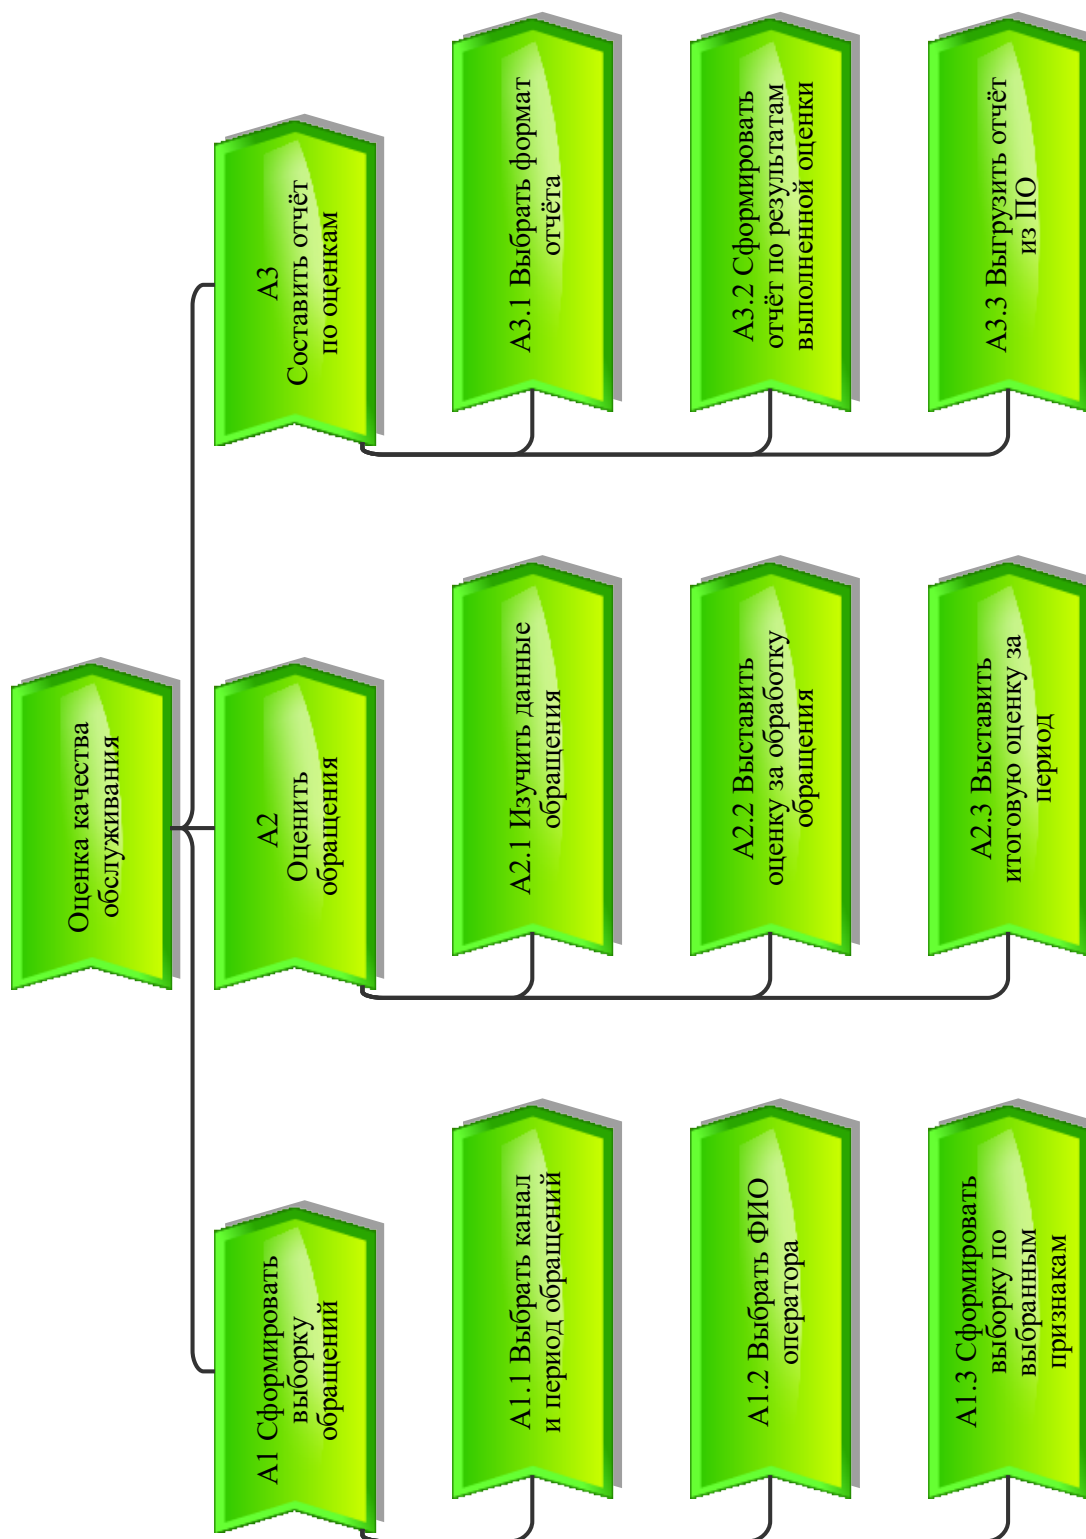 Оценка качества
обслуживания
А1 Сформировать
выборку
обращений
А2
Оценить
обращения
А3
Составить отчёт
по оценкам
А1.1 Выбрать канал
и период обращений
А2.1 Изучить данные
обращения
А3.1 Выбрать формат
отчёта
А1.2 Выбрать ФИО
оператора
А2.2 Выставить
оценку за обработку
обращения
А3.2 Сформировать
отчёт по результатам
выполненной оценки
А1.3 Сформировать
выборку по
выбранным
признакам
А2.3 Выставить
итоговую оценку за
период
А3.3 Выгрузить отчёт
из ПО